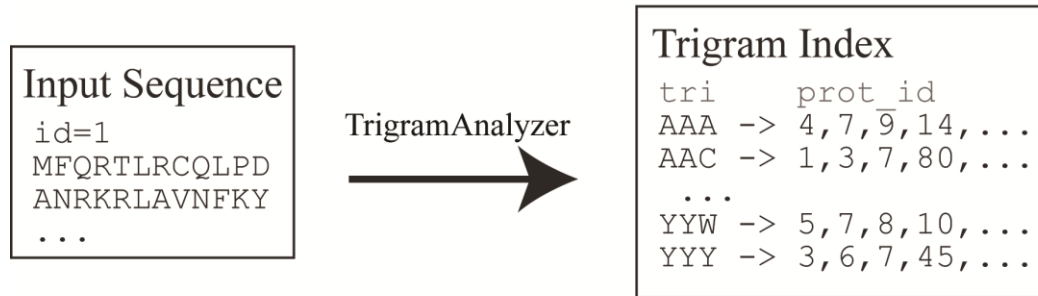 Input Sequence
id=1
MFQRTLRCQLPD
ANRKRLAVNFKY
...
TrigramAnalyzer
Trigram Index
tri prot_id
AAA -> 4,7,9,14,...
AAC -> 1,3,7,80,...
...
YYW -> 5,7,8,10,...
YYY -> 3,6,7,45,...